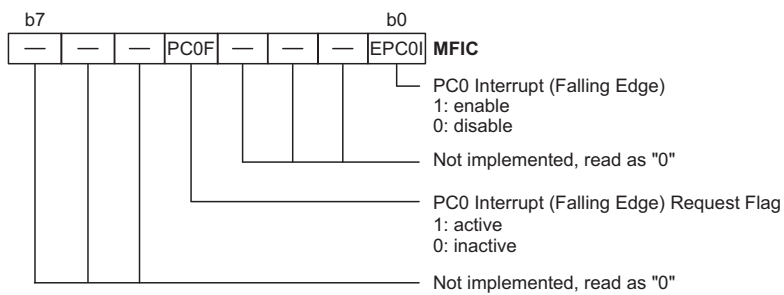 b7 b0
— — — PC0F — — — EPC0I MFIC
PC0 Interrupt (Falling Edge)
1: enable
0: disable
Not implemented, read as "0"
PC0 Interrupt (Falling Edge) Request Flag
1: active
0: inactive
Not implemented, read as "0"